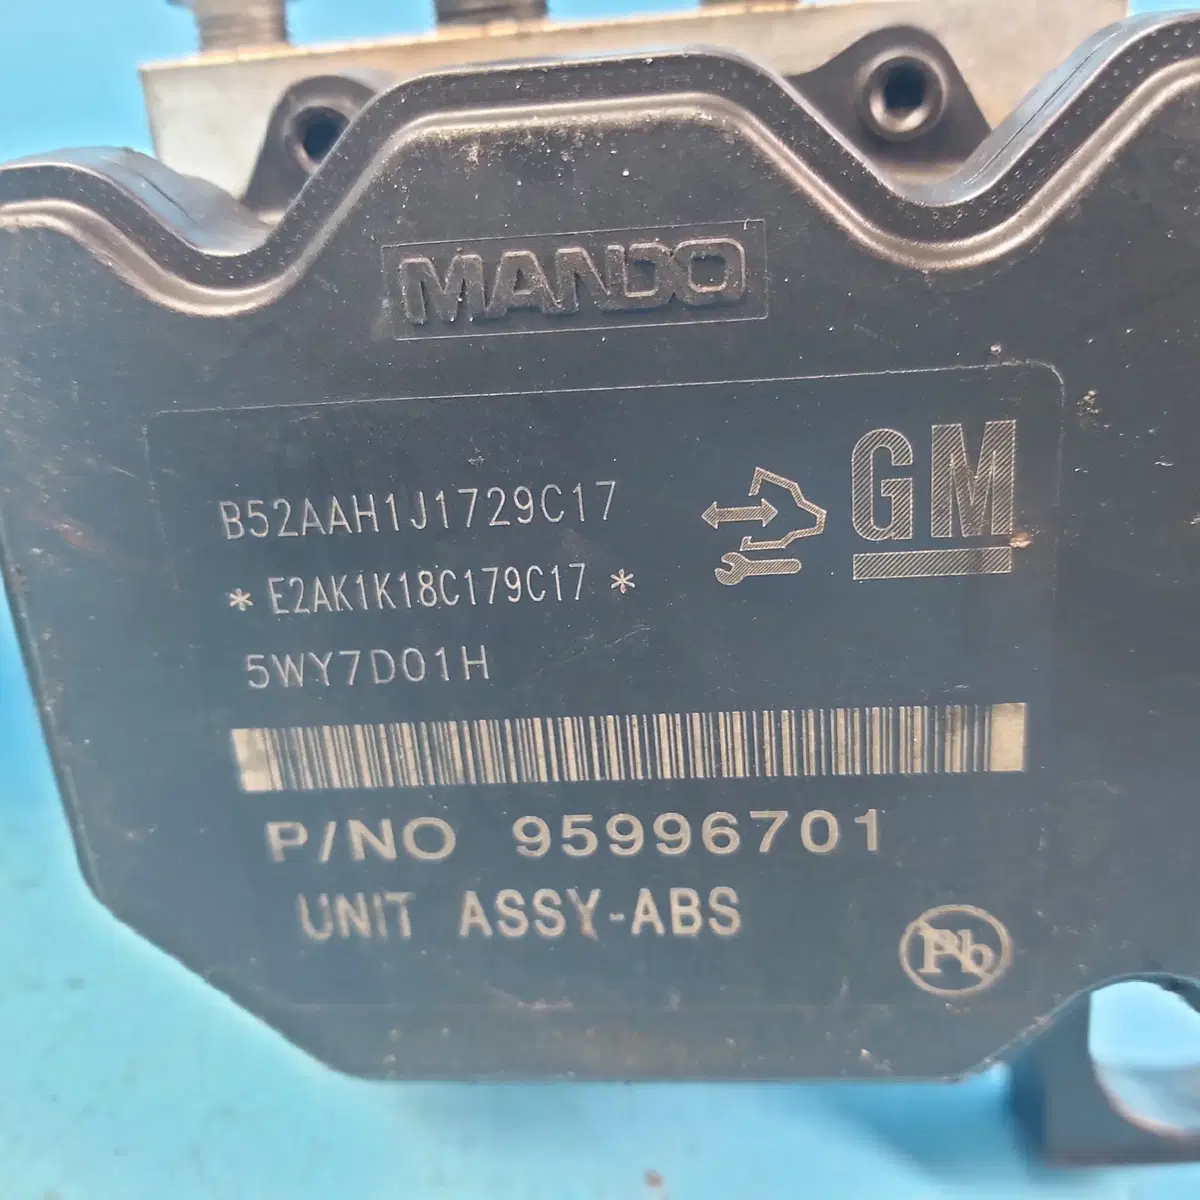 MANDO
GM
B52AAH1J1729C17
* E2AK1K18C179C17 *
5WY7D01H
P/NO 95996701
UNIT ASSY-ABS
Pb